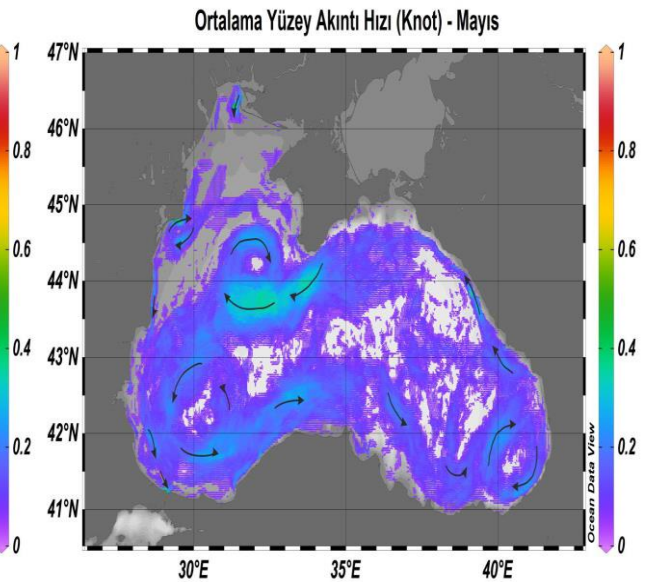 Ortalama Yüzey Akıntı Hızı (Knot) - Mayıs
1
0.8
0.6
0.4
0.2
0
47°N
46°N
45°N
44°N
43°N
42°N
41°N
30°E
35°E
40°E
Ocean Data View
1
0.8
0.6
0.4
0.2
0